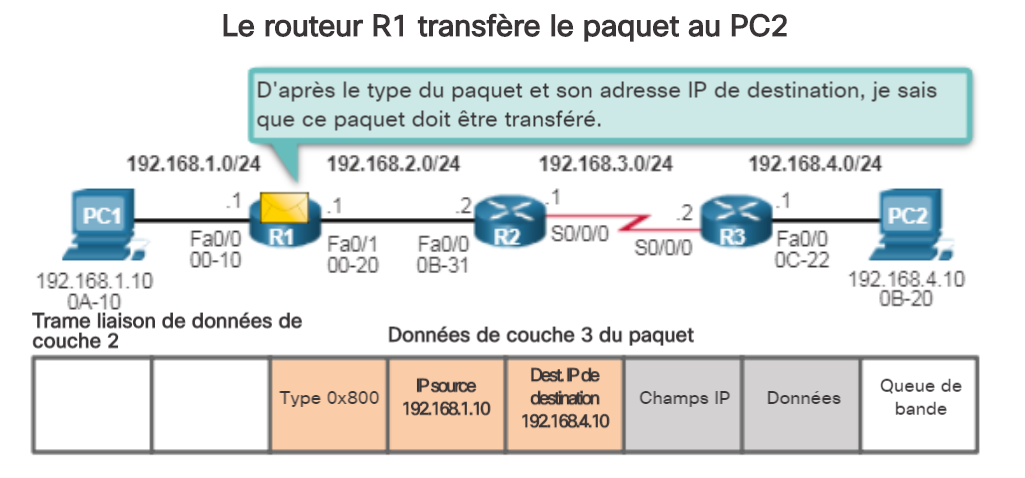 Le routeur R1 transfère le paquet au PC2
D'après le type du paquet et son adresse IP de destination, je sais
que ce paquet doit être transféré.
192.168.1.0/24
192.168.2.0/24
192.168.3.0/24
192.168.4.0/24
PC1
.1
R1
.1
.2
R2
.1
.2
R3
.1
PC2
Fa0/0
00-10
Fa0/1
00-20
Fa0/0
0B-31
S0/0/0
S0/0/0
Fa0/0
0C-22
192.168.1.10
0A-10
192.168.4.10
0B-20
Trame liaison de données de
couche 2
Données de couche 3 du paquet
Type 0x800
IP source
192.168.1.10
Dest. IP de
destination
192.168.4.10
Champs IP
Données
Queue de
bande